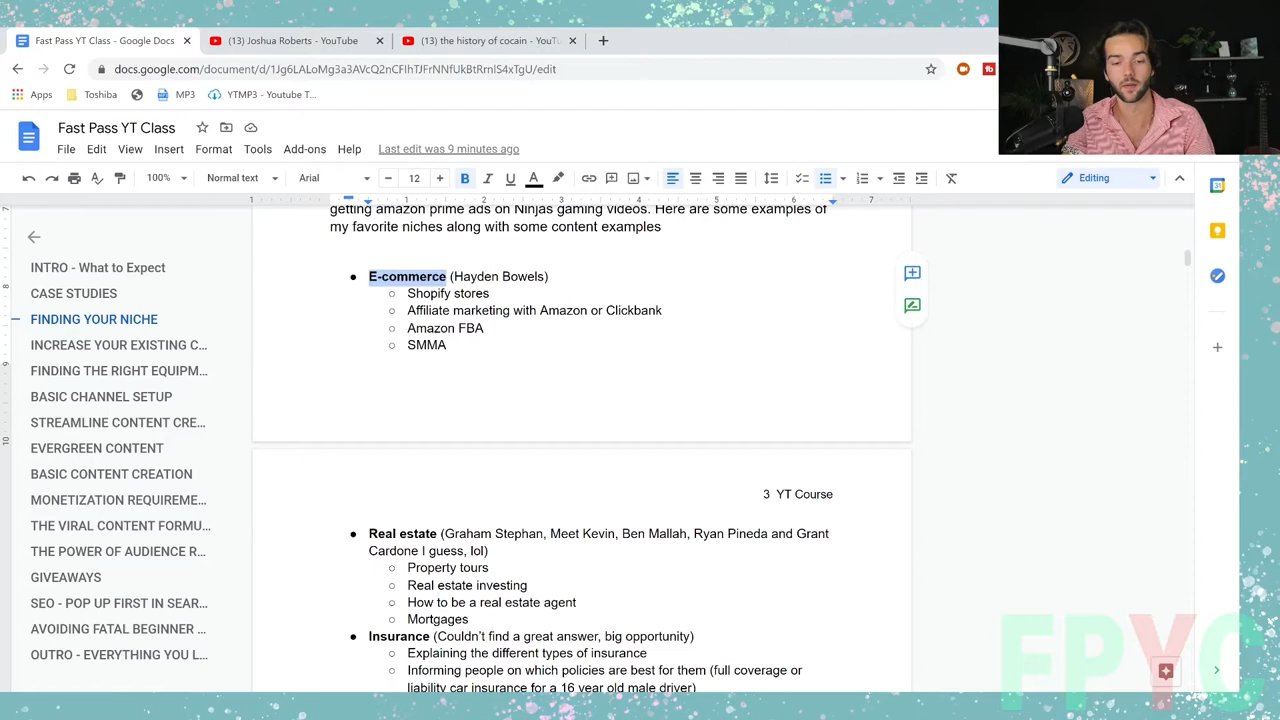 Fast Pass YT Class - Google Docs
(13) Joshua Roberts - YouTube
(13) the history of cocain - YouT
Apps
Toshiba
MP3
YTMP3 - Youtube T...
Fast Pass YT Class
File Edit View Insert Format Tools Add-ons Help Last edit was 9 minutes ago
100% Normal text Arial 12 Editing
1 1 2 3 4 5 6 7
getting amazon prime ads on Ninjas gaming videos. Here are some examples of
my favorite niches along with some content examples
E-commerce (Hayden Bowels)
Shopify stores
Affiliate marketing with Amazon or Clickbank
Amazon FBA
SMMA
3 YT Course
Real estate (Graham Stephan, Meet Kevin, Ben Mallah, Ryan Pineda and Grant
Cardone I guess, lol)
Property tours
Real estate investing
How to be a real estate agent
Mortgages
Insurance (Couldn't find a great answer, big opportunity)
Explaining the different types of insurance
Informing people on which policies are best for them (full coverage or
liability car insurance for a 16 year old male driver)
INTRO - What to Expect
CASE STUDIES
FINDING YOUR NICHE
INCREASE YOUR EXISTING C...
FINDING THE RIGHT EQUIPM...
BASIC CHANNEL SETUP
STREAMLINE CONTENT CRE...
EVERGREEN CONTENT
BASIC CONTENT CREATION
MONETIZATION REQUIREME...
THE VIRAL CONTENT FORMU...
THE POWER OF AUDIENCE R...
GIVEAWAYS
SEO - POP UP FIRST IN SEAR...
AVOIDING FATAL BEGINNER ...
OUTRO - EVERYTHING YOU L...
FPYC